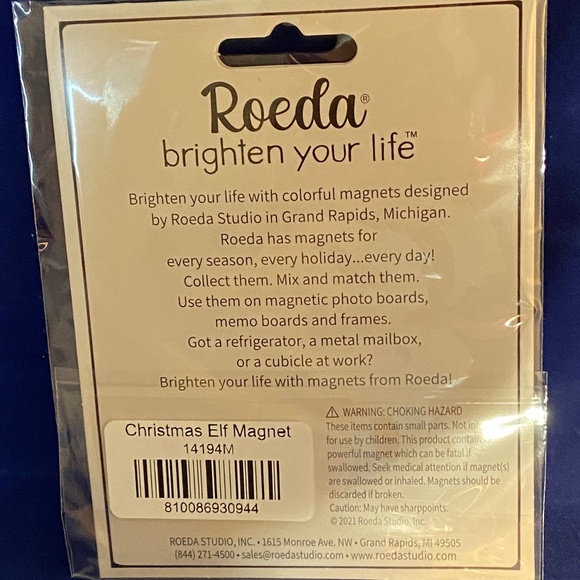 Roeda®
brighten your life™
Brighten your life with colorful magnets designed
by Roeda Studio in Grand Rapids, Michigan.
Roeda has magnets for
every season, every holiday...every day!
Collect them. Mix and match them.
Use them on magnetic photo boards,
memo boards and frames.
Got a refrigerator, a metal mailbox,
or a cubicle at work?
Brighten your life with magnets from Roeda!
Christmas Elf Magnet
14194M
810086930944
⚠ WARNING: CHOKING HAZARD
These items contain small parts. Not
for use by children. This product contains
powerful magnet which can be fatal if
swallowed. Seek medical attention if magnet(s)
are swallowed or inhaled. Magnets should be
discarded if broken.
Caution: May have sharppoints.
© 2021 Roeda Studio, Inc.
ROEDA STUDIO, INC. • 1615 Monroe Ave. NW • Grand Rapids, MI 49505
(844) 271-4500 • sales@roedastudio.com • www.roedastudio.com